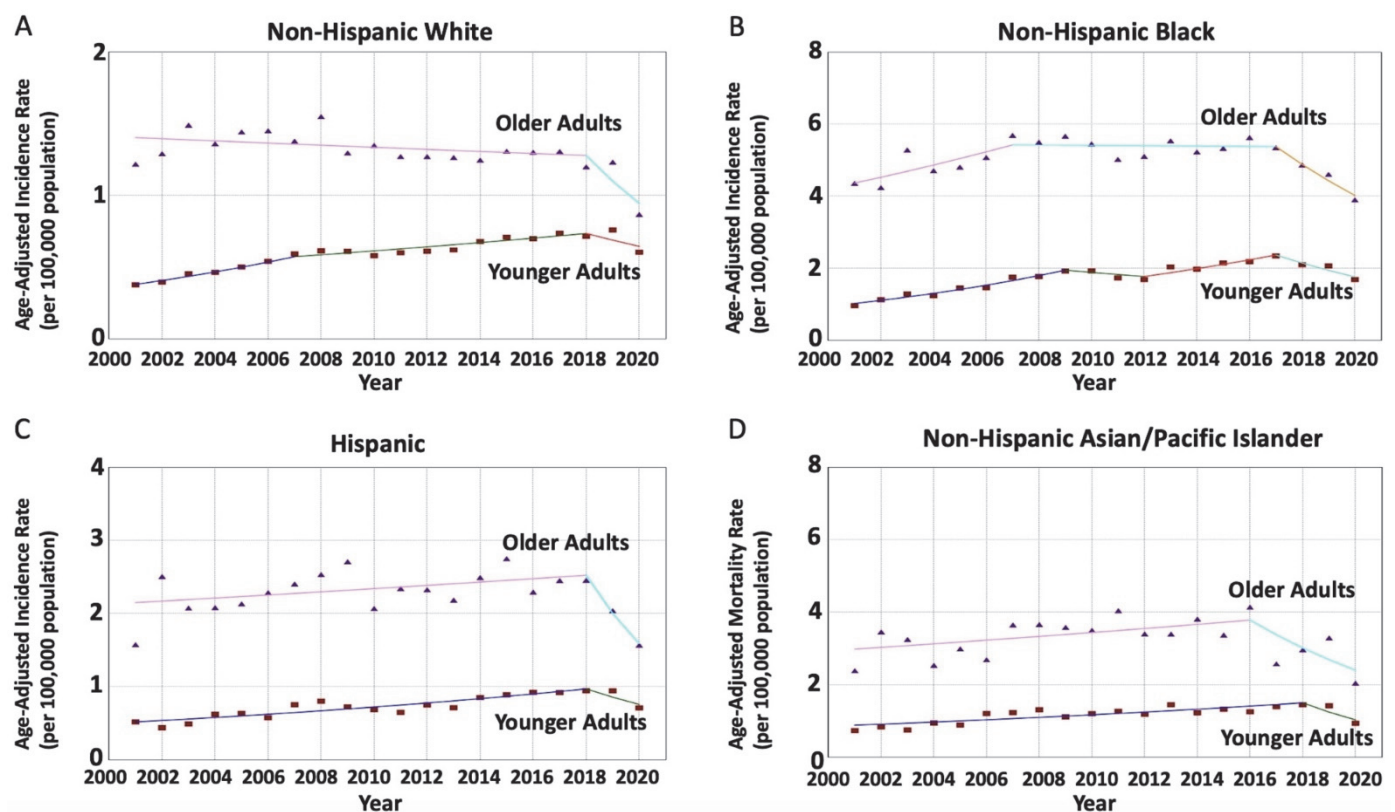 A
Non-Hispanic White
Age-Adjusted Incidence Rate
(per 100,000 population)
2
1
0
Older Adults
Younger Adults
2000 2002 2004 2006 2008 2010 2012 2014 2016 2018 2020
Year
B
Non-Hispanic Black
Age-Adjusted Incidence Rate
(per 100,000 population)
8
6
4
2
0
Older Adults
Younger Adults
2000 2002 2004 2006 2008 2010 2012 2014 2016 2018 2020
Year
C
Hispanic
Age-Adjusted Incidence Rate
(per 100,000 population)
4
3
2
1
0
Older Adults
Younger Adults
2000 2002 2004 2006 2008 2010 2012 2014 2016 2018 2020
Year
D
Non-Hispanic Asian/Pacific Islander
Age-Adjusted Mortality Rate
(per 100,000 population)
8
6
4
2
0
Older Adults
Younger Adults
2000 2002 2004 2006 2008 2010 2012 2014 2016 2018 2020
Year